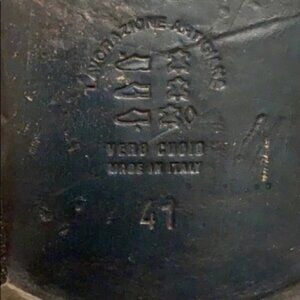 LAVORAZIONE ARTIGIANA
VERO CUOIO
MADE IN ITALY
41